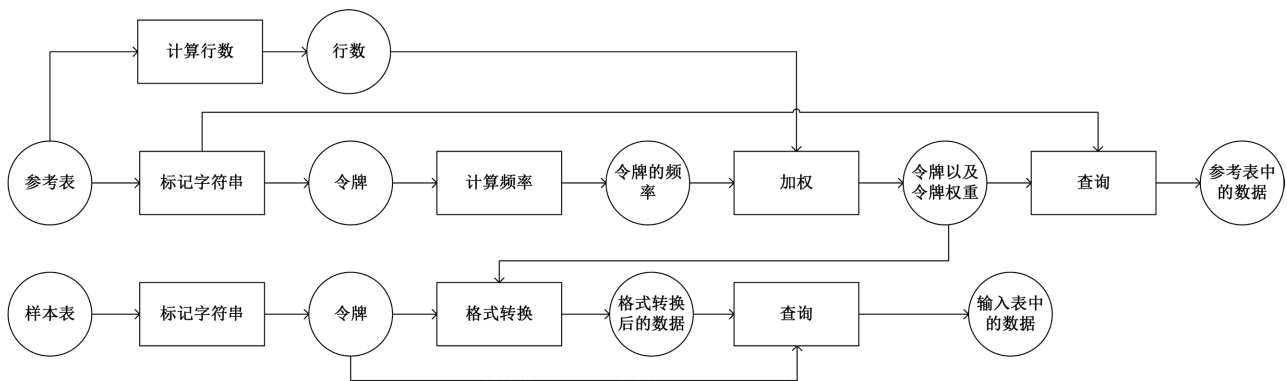 计算行数
行数
参考表
标记字符串
令牌
计算频率
令牌的频
率
加权
令牌以及
令牌权重
查询
参考表中
的数据
样本表
标记字符串
令牌
格式转换
格式转换
后的数据
查询
输入表中
的数据